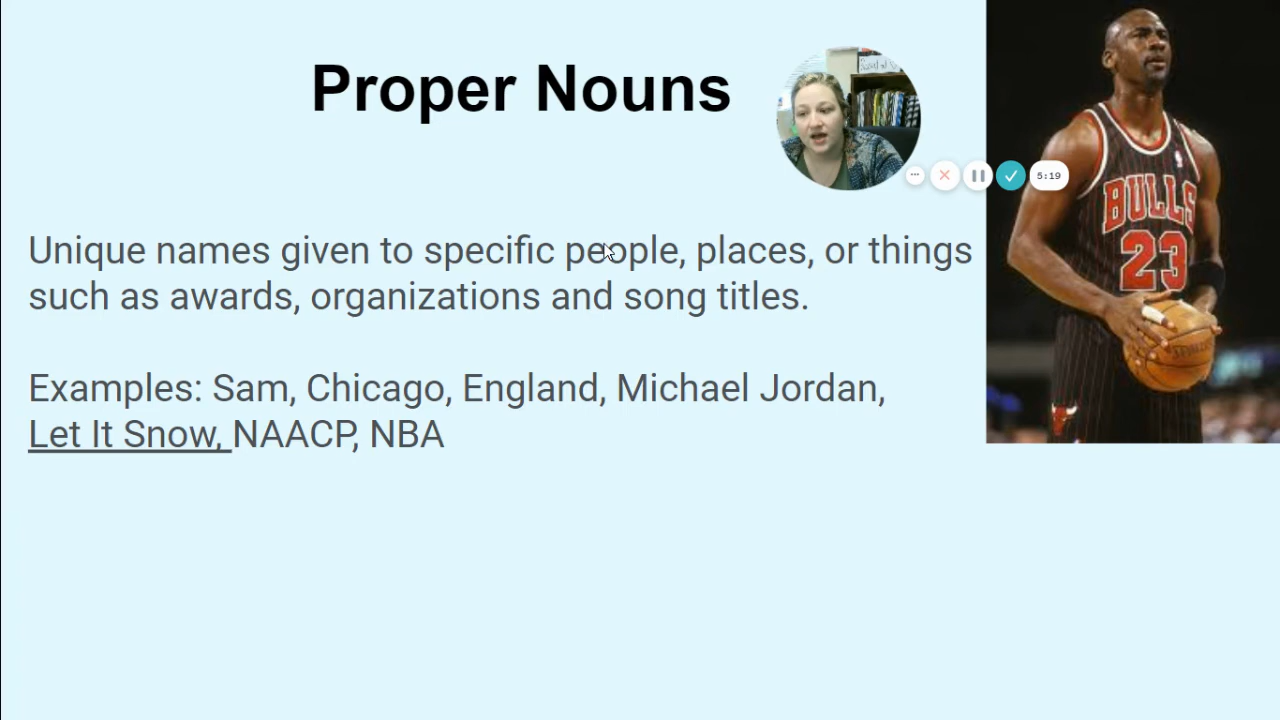 Proper Nouns
5:19
Unique names given to specific people, places, or things
such as awards, organizations and song titles.
Examples: Sam, Chicago, England, Michael Jordan,
Let It Snow, NAACP, NBA
BULLS
23
SPALDING